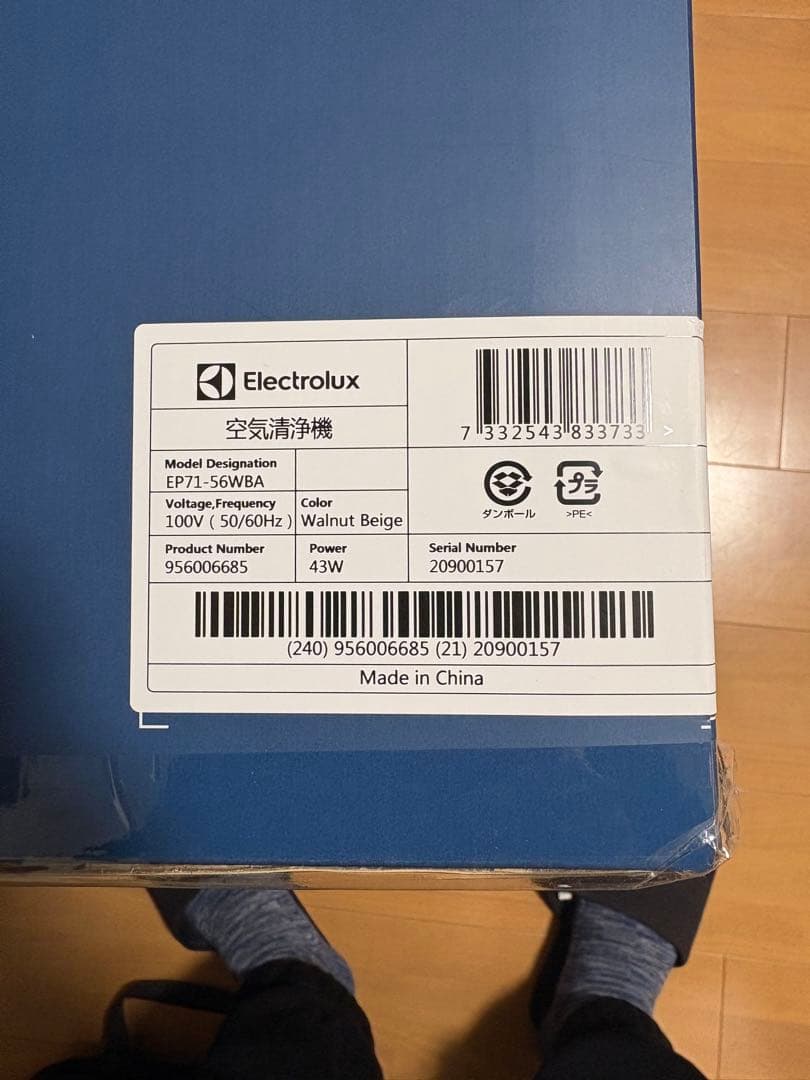 Electrolux
空気清浄機
Model Designation
EP71-56WBA
Voltage,Frequency
100V ( 50/60Hz )
Color
Walnut Beige
Product Number
956006685
Power
43W
7 332543 833733 >
ダンボール
プラ
>PE<
Serial Number
20900157
(240) 956006685 (21) 20900157
Made in China